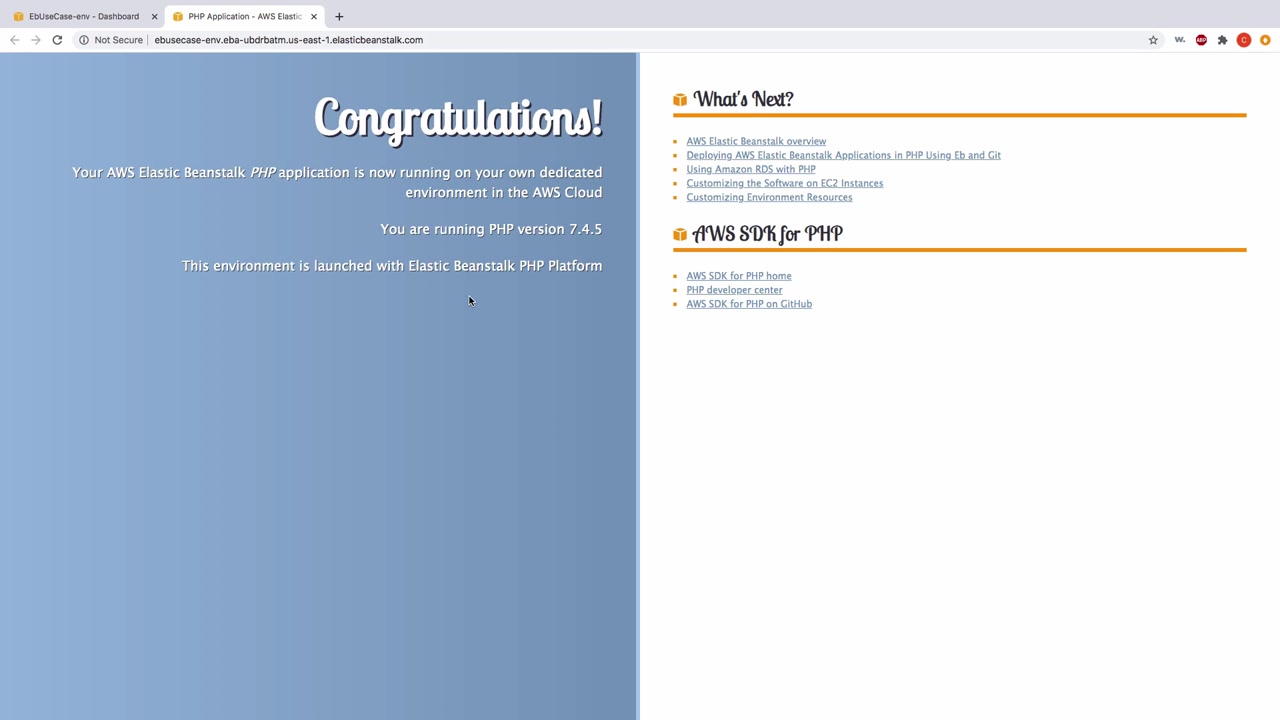 EbUseCase-env - Dashboard
PHP Application - AWS Elastic
Not Secure
ebusecase-env.eba-ubdrbatm.us-east-1.elasticbeanstalk.com
W.
ABP
C
Congratulations!
Your AWS Elastic Beanstalk PHP application is now running on your own dedicated
environment in the AWS Cloud
You are running PHP version 7.4.5
This environment is launched with Elastic Beanstalk PHP Platform
What's Next?
AWS Elastic Beanstalk overview
Deploying AWS Elastic Beanstalk Applications in PHP Using Eb and Git
Using Amazon RDS with PHP
Customizing the Software on EC2 Instances
Customizing Environment Resources
AWS SDK for PHP
AWS SDK for PHP home
PHP developer center
AWS SDK for PHP on GitHub